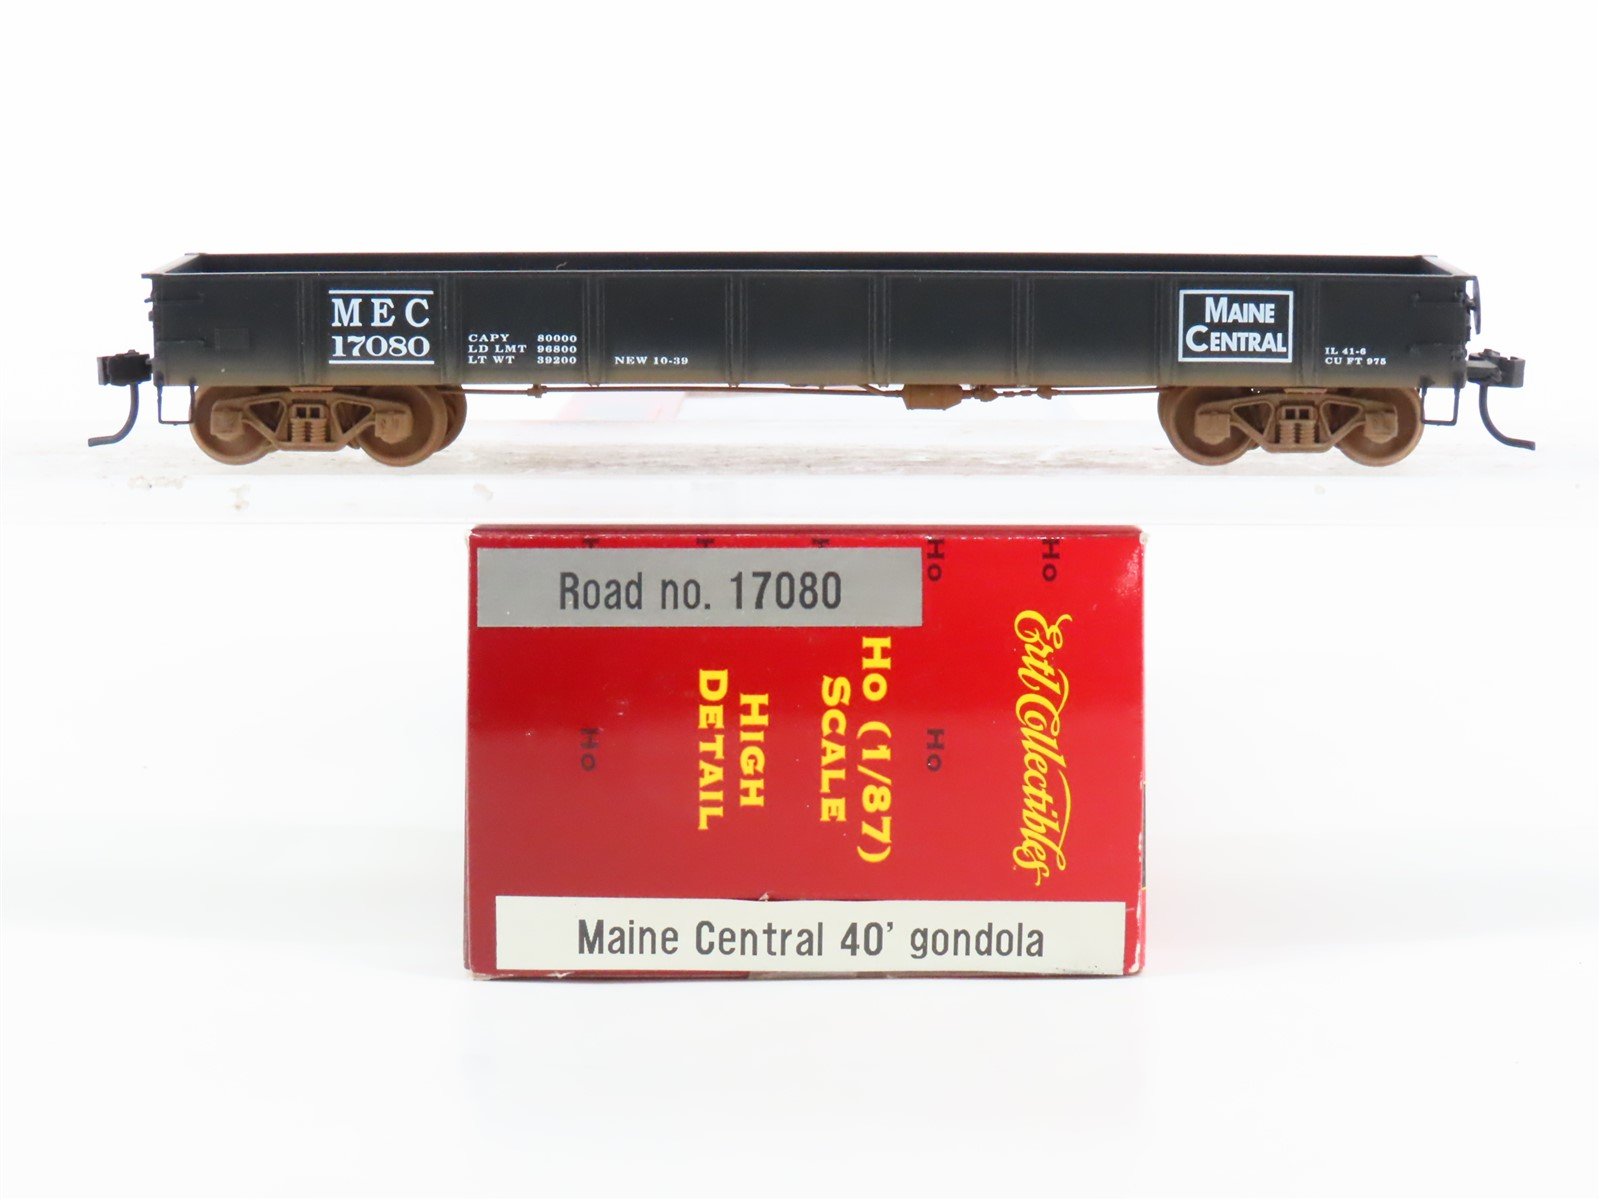 MEC
17080
CAPY 80000
LD LMT 96800
LT WT 39200
NEW 10-39
MAINE
CENTRAL
IL 41-6
CU FT 975
Road no. 17080
Ho
Ho
Ho
Ho
Ertl Collectibles
Ho (1/87)
SCALE
HIGH
DETAIL
Maine Central 40' gondola